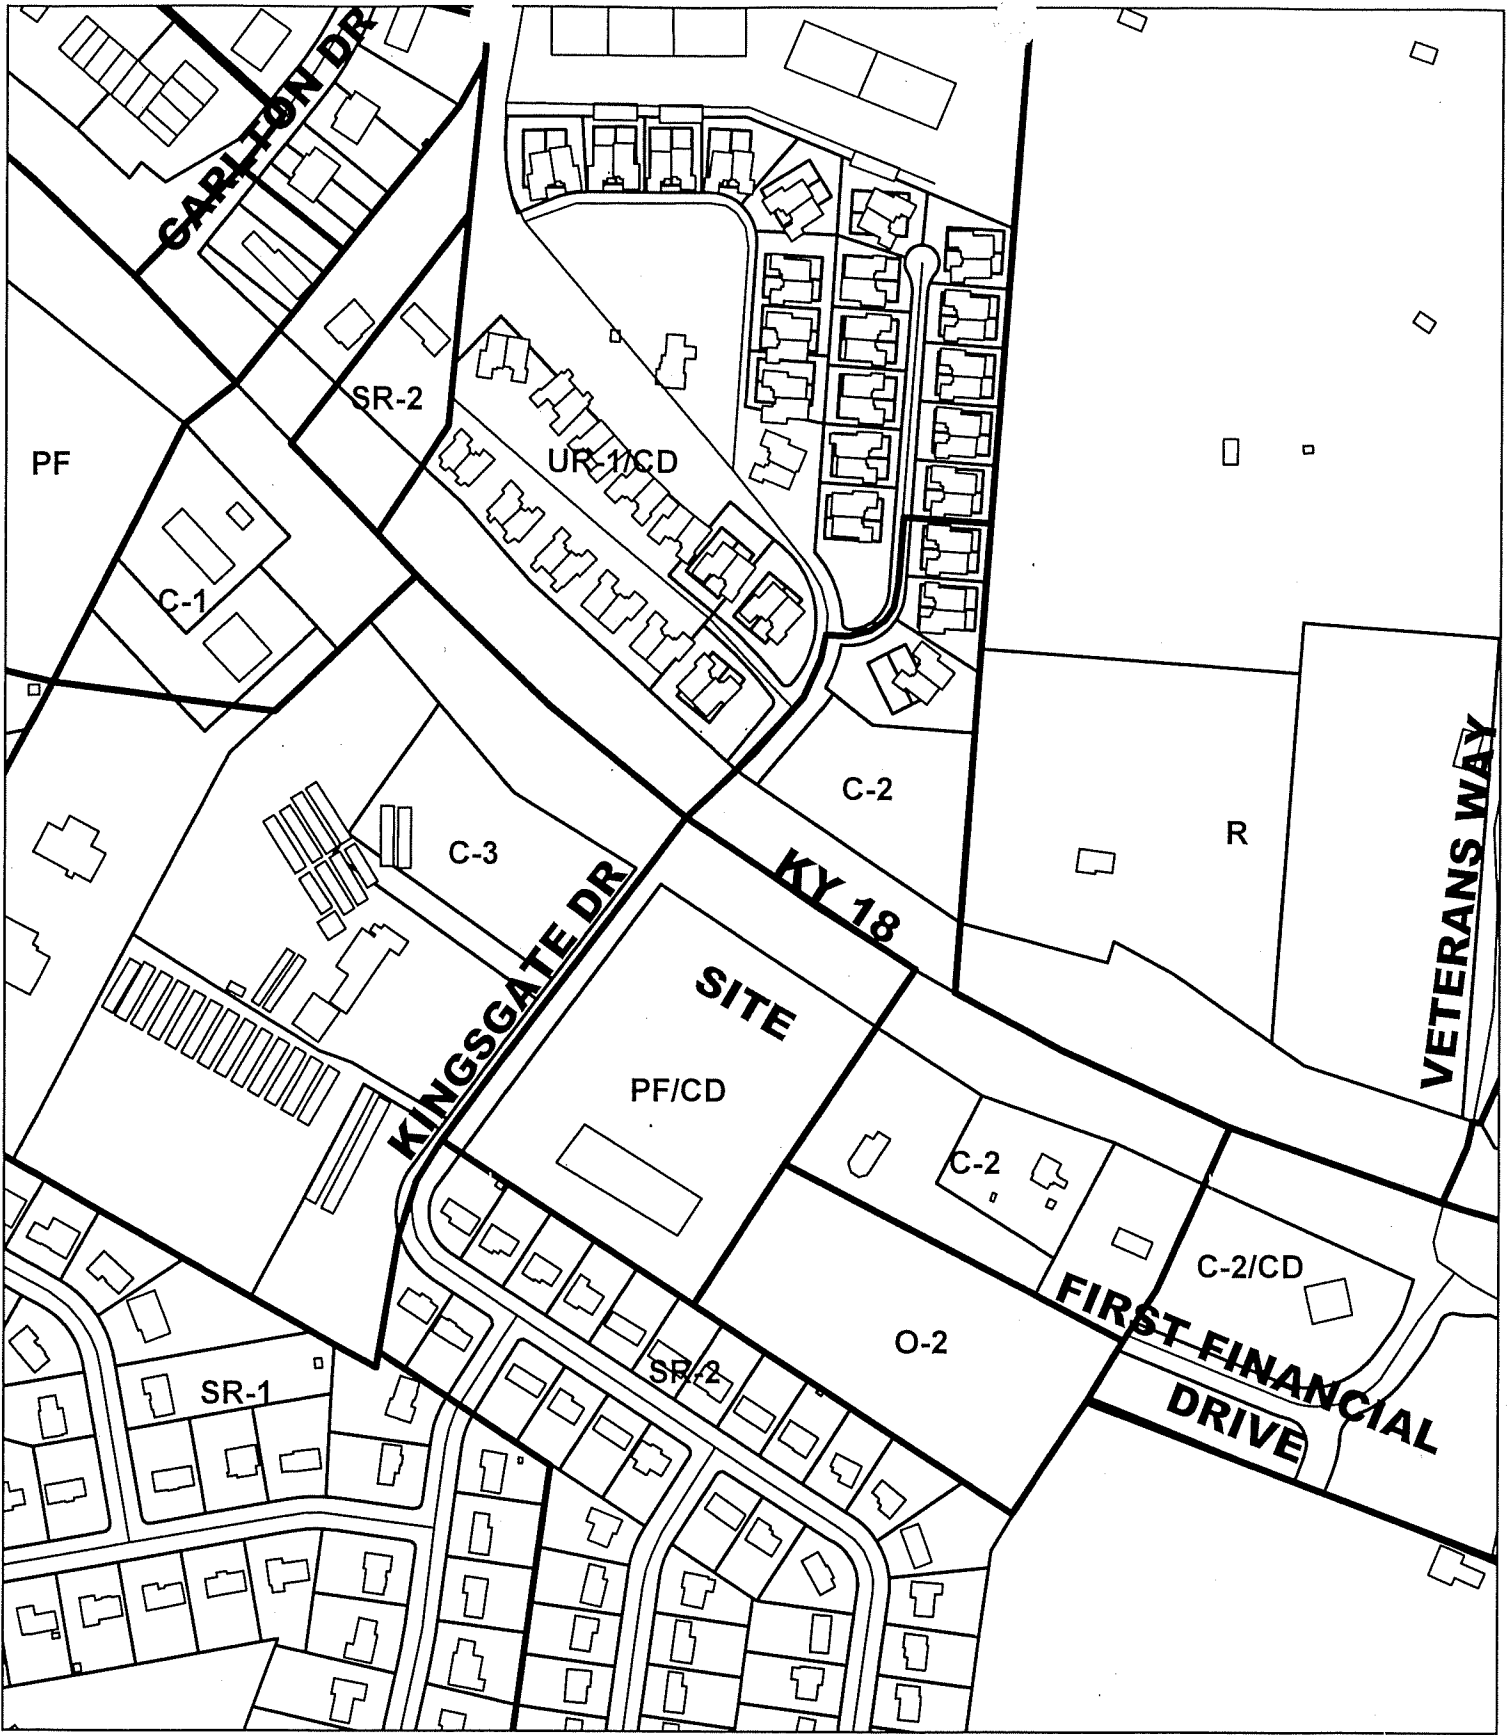 CARLTON DR
SR-2
PF
UR-1/CD
C-1
C-2
R
VETERANS WAY
C-3
KY 18
KINGSGATE DR
SITE
PF/CD
C-2
C-2/CD
FIRST FINANCIAL
DRIVE
O-2
SR-2
SR-1